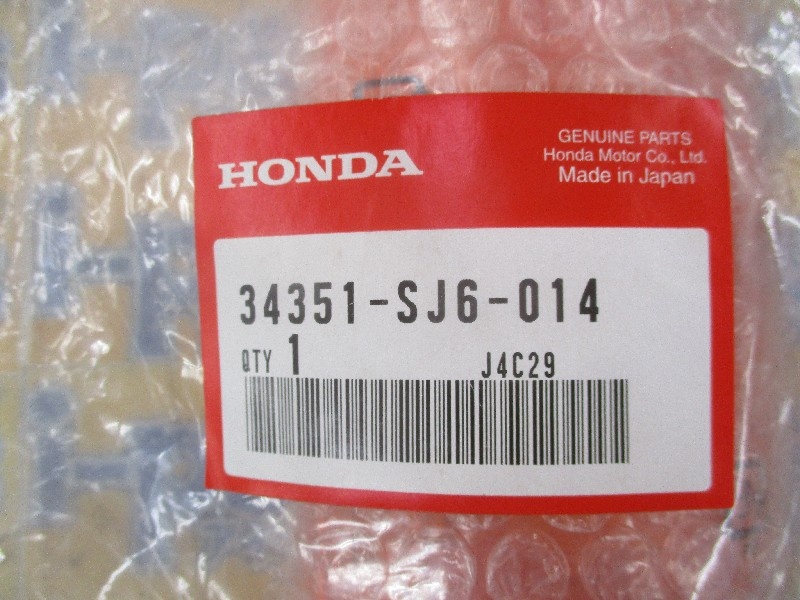 HONDA
GENUINE PARTS
Honda Motor Co., Ltd.
Made in Japan
34351-SJ6-014
QTY 1 J4C29